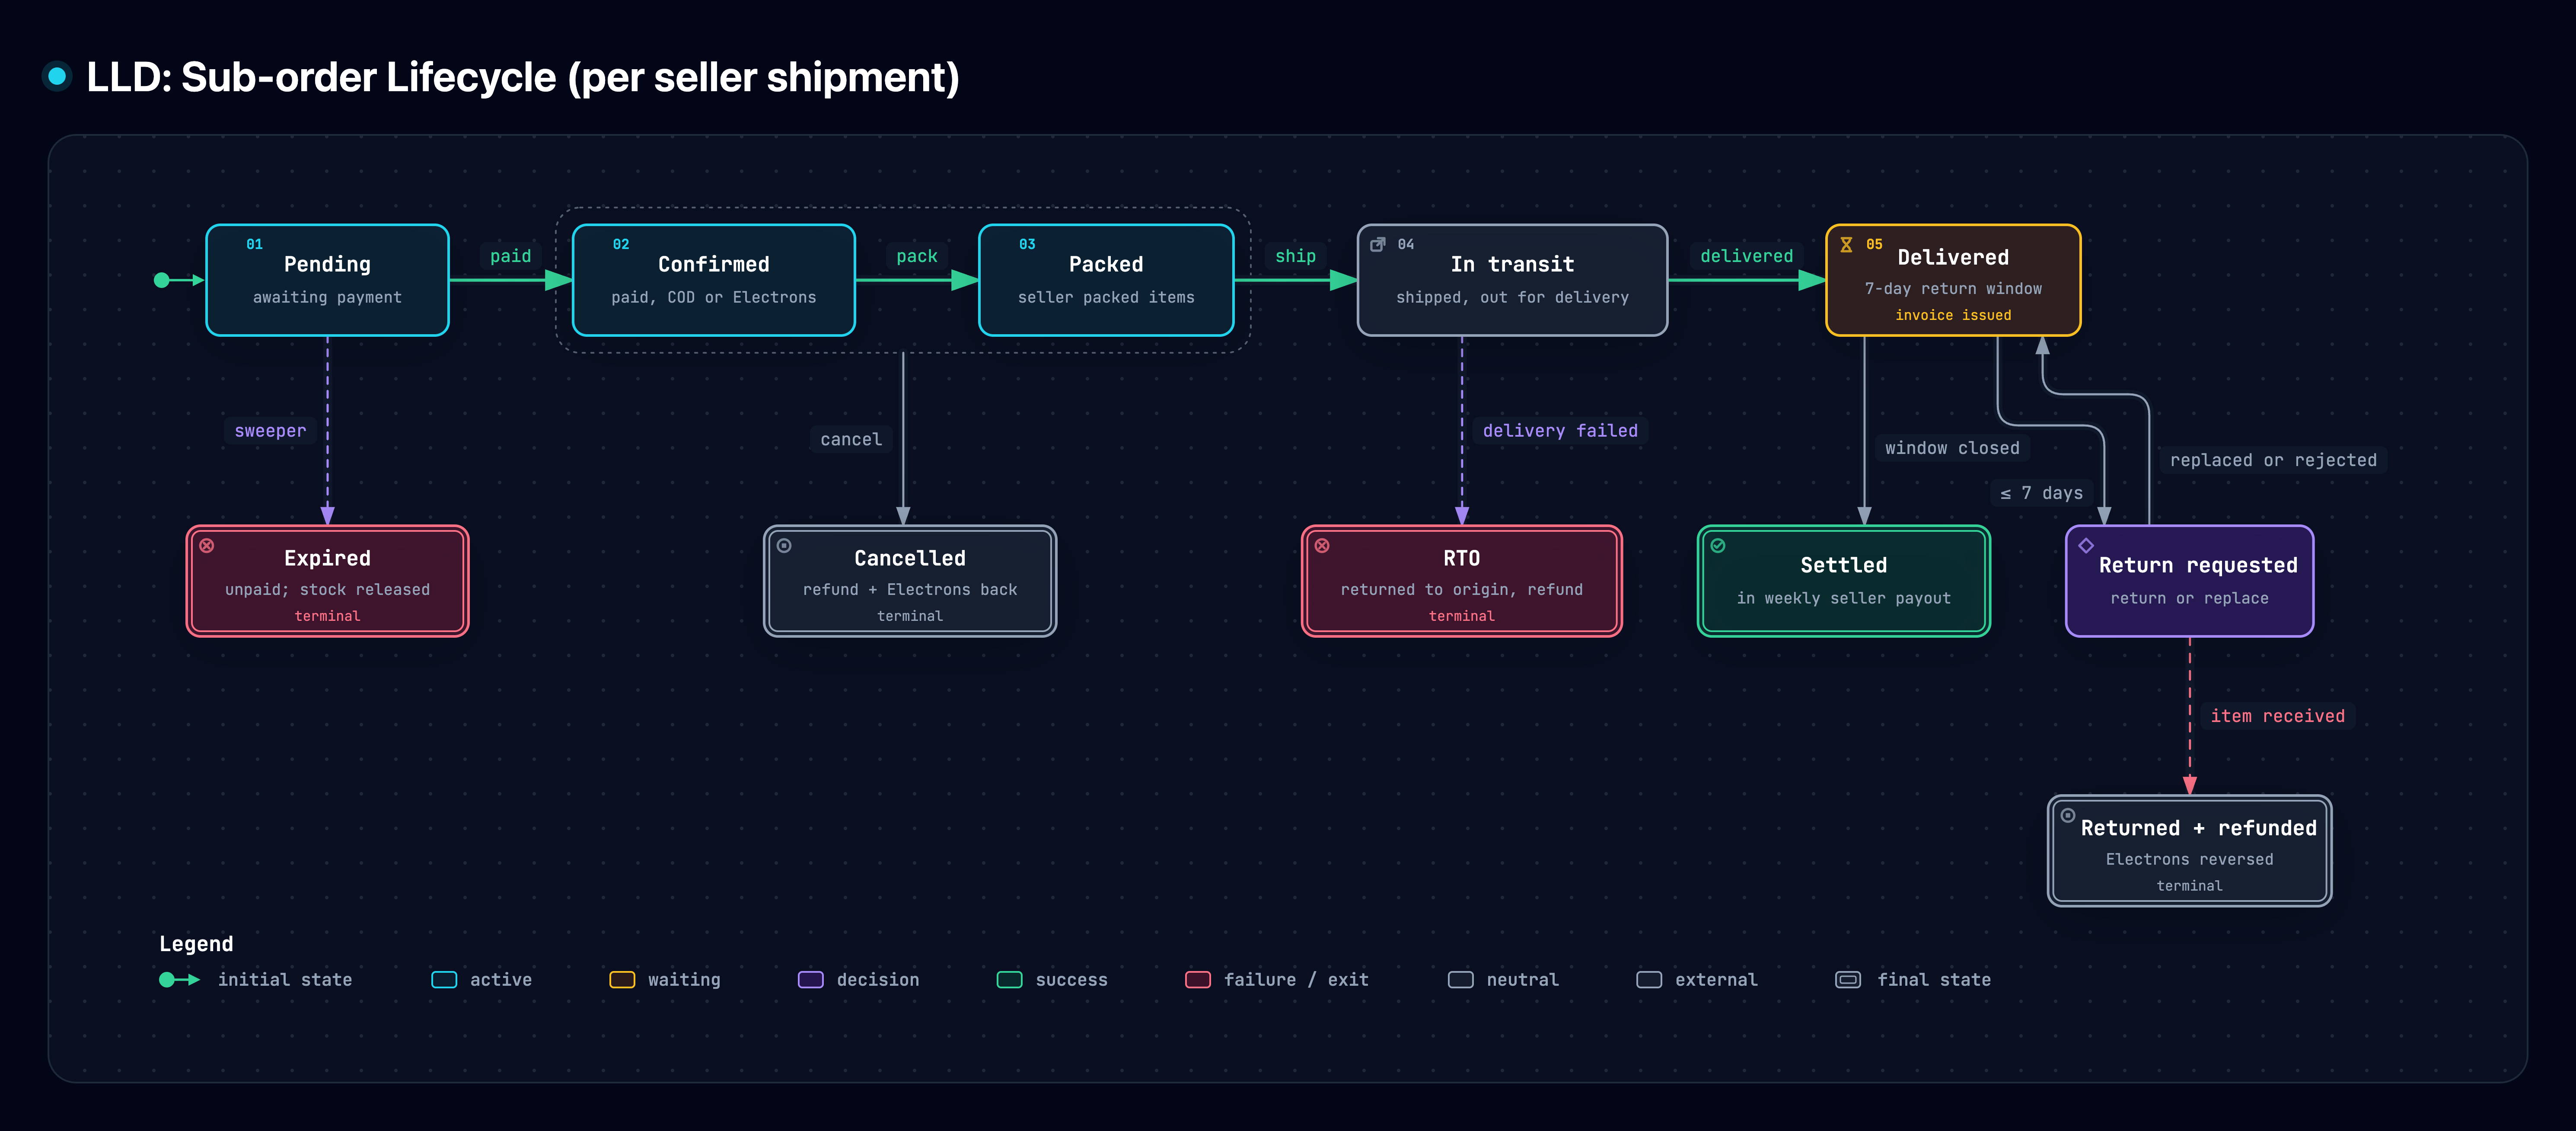 LLD: Sub-order Lifecycle (per seller shipment)
01
Pending
awaiting payment
paid
02
Confirmed
paid, COD or Electrons
pack
03
Packed
seller packed items
ship
04
In transit
shipped, out for delivery
delivered
05
Delivered
7-day return window
invoice issued
sweeper
cancel
delivery failed
window closed
≤ 7 days
replaced or rejected
Expired
unpaid; stock released
terminal
Cancelled
refund + Electrons back
terminal
RTO
returned to origin, refund
terminal
Settled
in weekly seller payout
Return requested
return or replace
item received
Returned + refunded
Electrons reversed
terminal
Legend
initial state
active
waiting
decision
success
failure / exit
neutral
external
final state